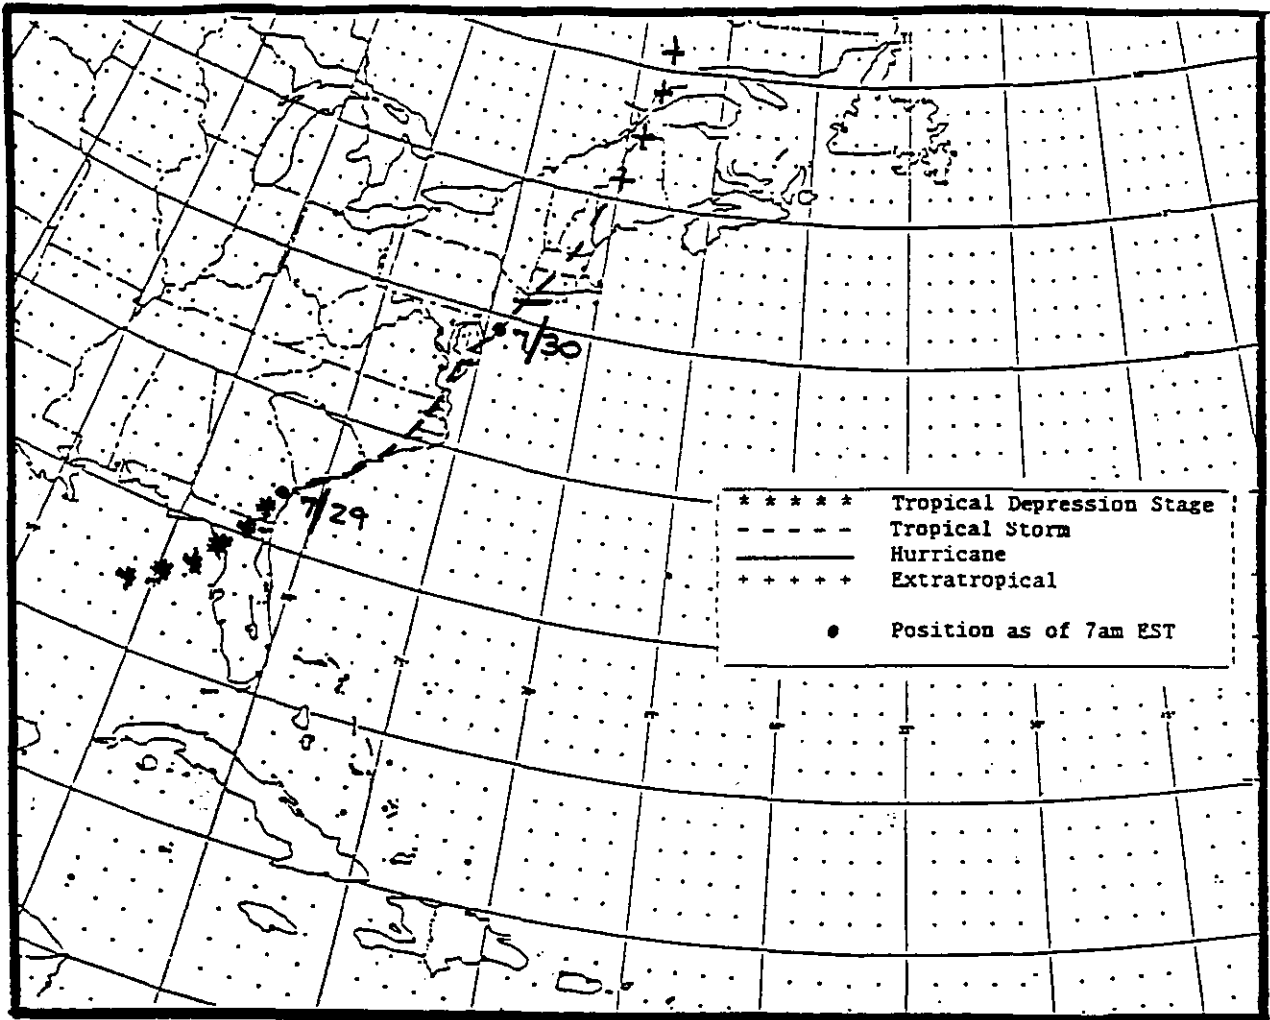 7/30
7/29
* * * * * Tropical Depression Stage
- - - - - Tropical Storm
Hurricane
+ + + + + Extratropical
● Position as of 7am EST